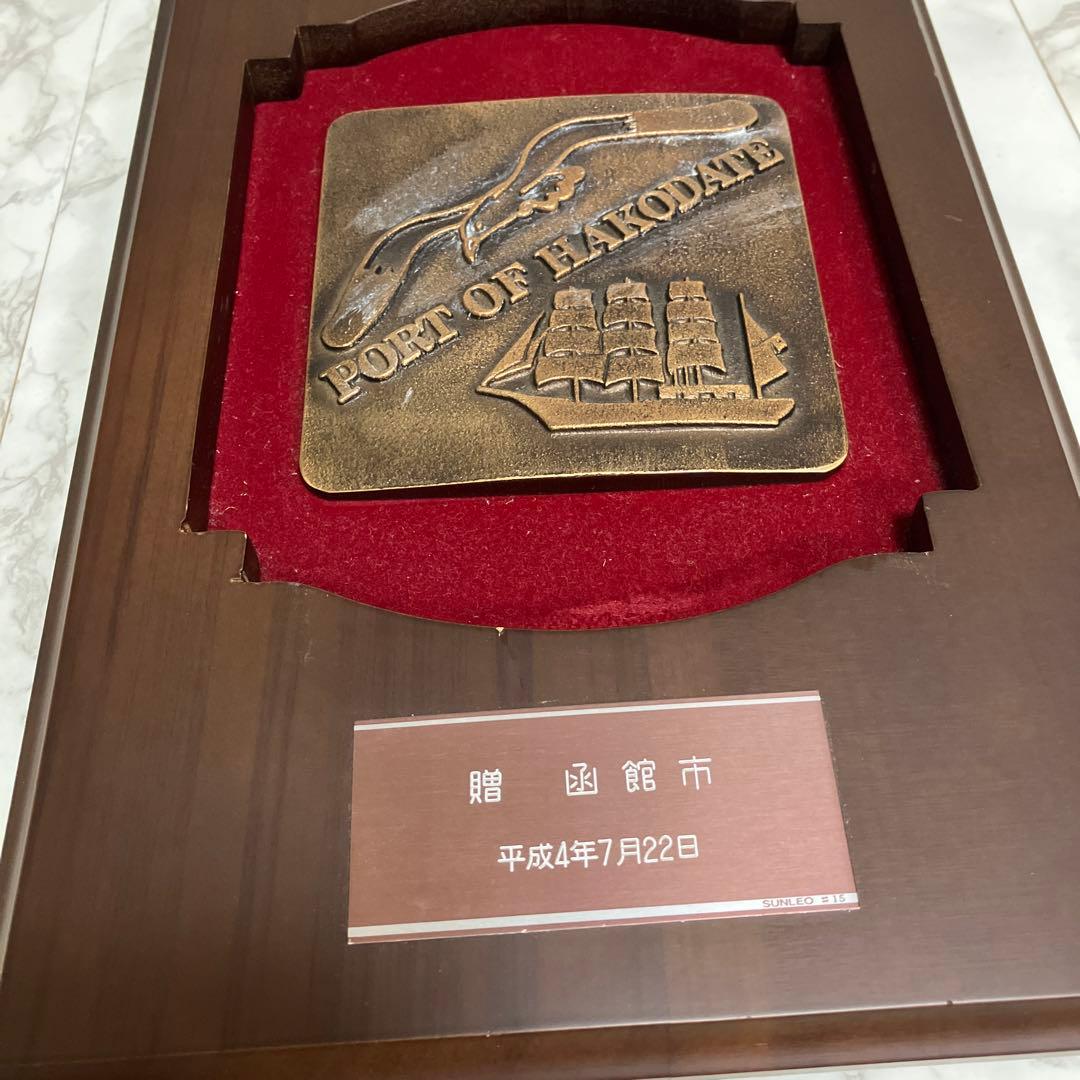 PORT OF HAKODATE
贈 函館市
平成4年7月22日
SUNLEO #15